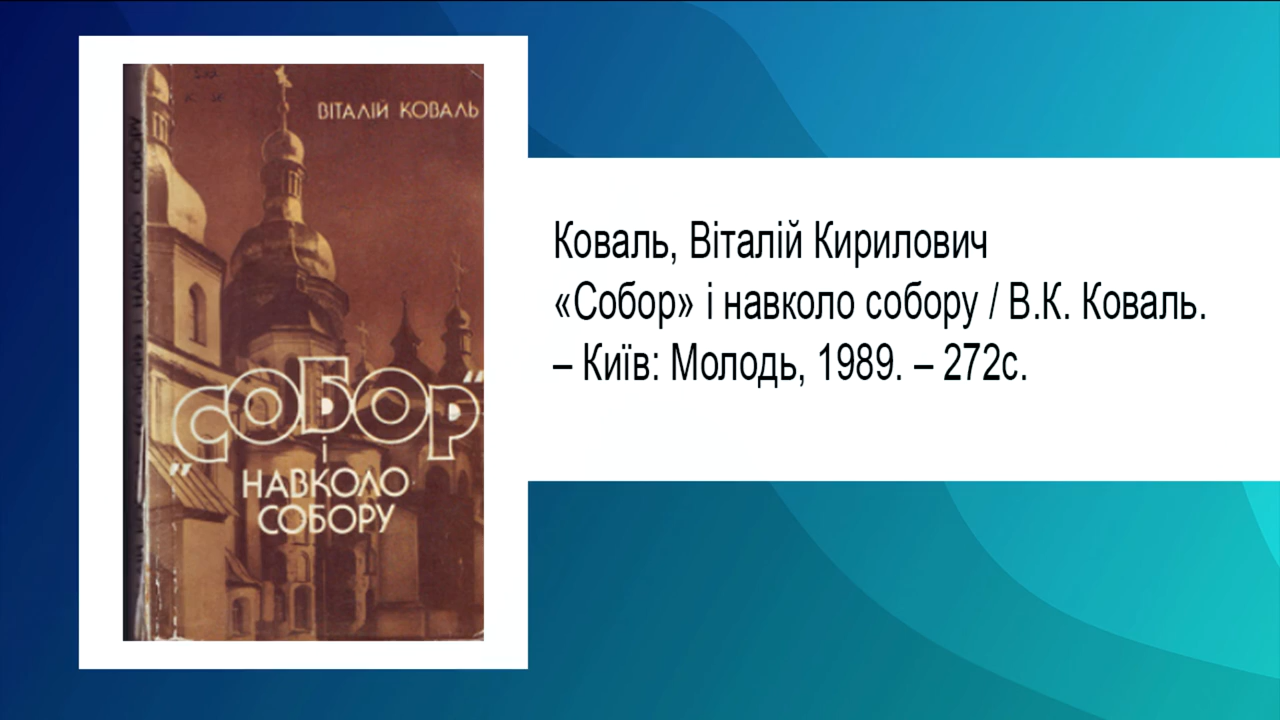 ВІТАЛІЙ КОВАЛЬ
"СОБОР"
і
НАВКОЛО
СОБОРУ
Коваль, Віталій Кирилович
«Собор» і навколо собору / В.К. Коваль.
– Київ: Молодь, 1989. – 272с.